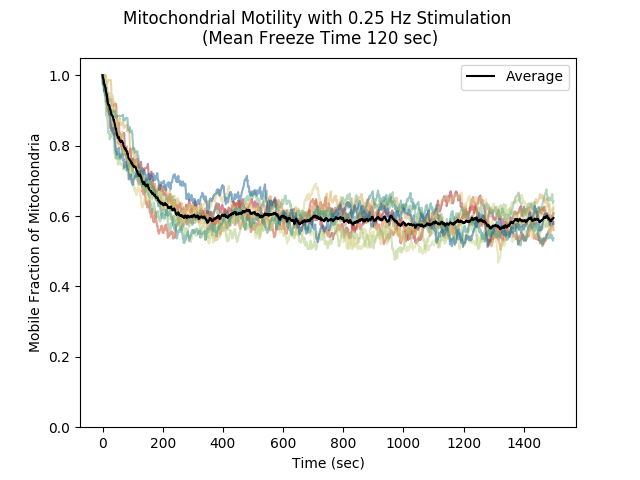 Mitochondrial Motility with 0.25 Hz Stimulation
(Mean Freeze Time 120 sec)
Average
Mobile Fraction of Mitochondria
1.0
0.8
0.6
0.4
0.2
0.0
0 200 400 600 800 1000 1200 1400
Time (sec)